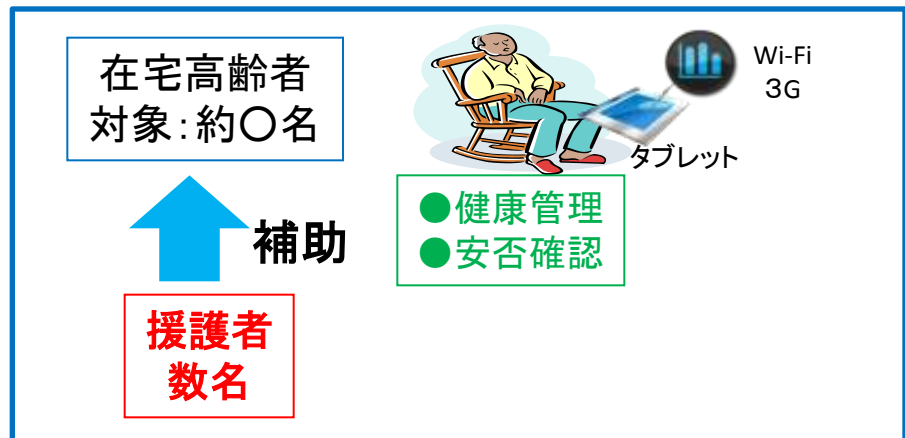 在宅高齢者
対象：約〇名
Wi-Fi
3G
タブレット
補助
●健康管理
●安否確認
援護者
数名